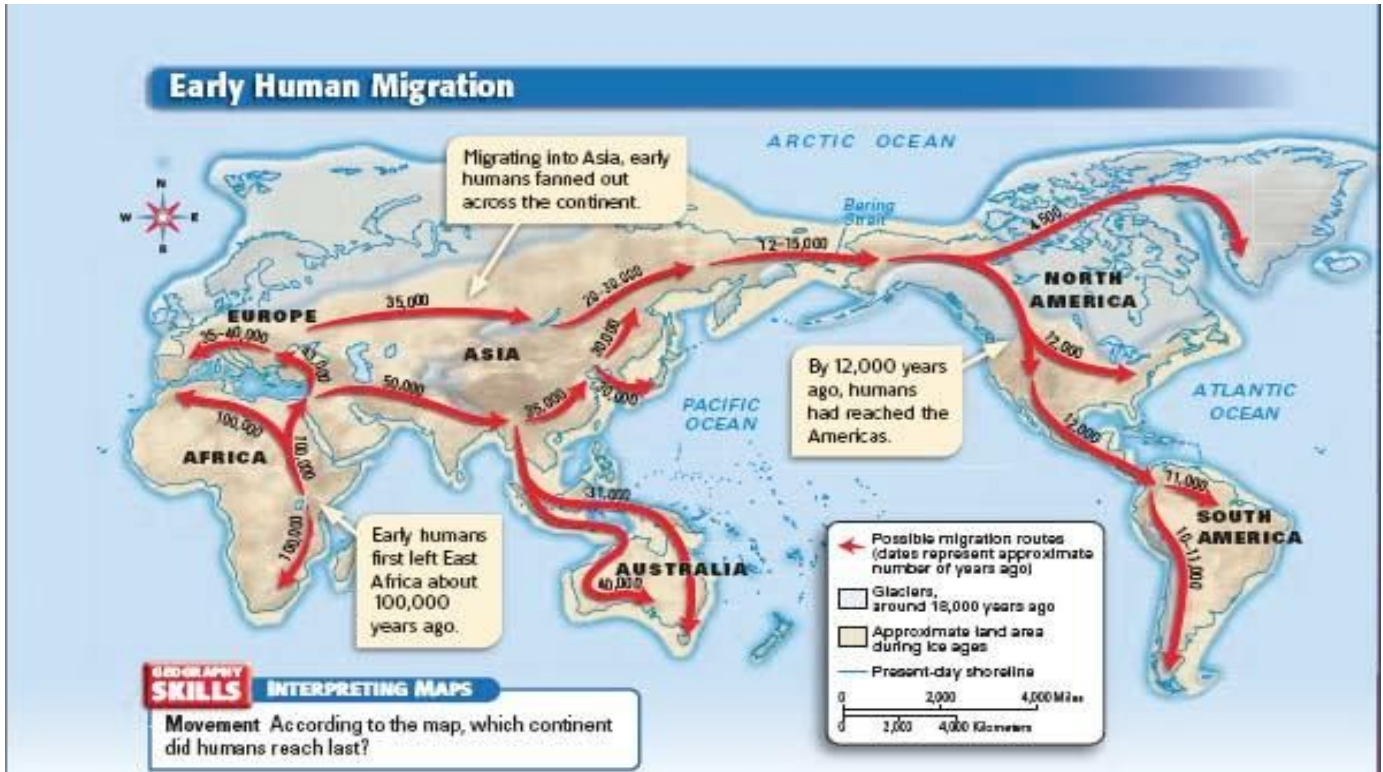 Early Human Migration
ARCTIC OCEAN
Migrating into Asia, early
humans fanned out
across the continent.
N
W
E
S
Bering
Strait
4,500
12-15,000
NORTH
AMERICA
20-30,000
35,000
EUROPE
35-40,000
43,000
ASIA
30,000
12,000
50,000
25,000
By 12,000 years
ago, humans
had reached the
Americas.
PACIFIC
OCEAN
ATLANTIC
OCEAN
100,000
AFRICA
100,000
12,000
11,000
31,000
SOUTH
AMERICA
10-11,000
Early humans
first left East
Africa about
100,000
years ago.
100,000
AUSTRALIA
40,000
Possible migration routes
(dates represent approximate
number of years ago)
Glaciers,
around 18,000 years ago
Approximate land area
during ice ages
Present-day shoreline
0 2,000 4,000 Miles
0 2,000 4,000 Kilometers
GEOGRAPHY
SKILLS
INTERPRETING MAPS
Movement According to the map, which continent
did humans reach last?